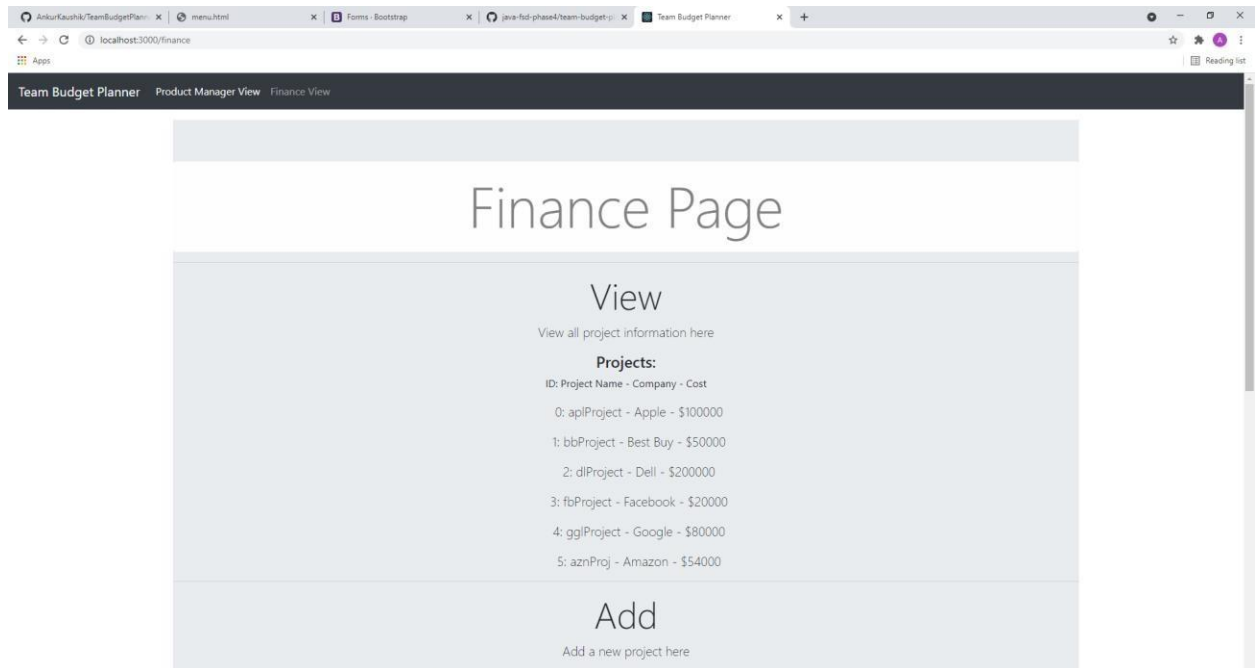 AnkurKaushik/TeamBudgetPlann
menu.html
Forms · Bootstrap
java-fsd-phase4/team-budget-p
Team Budget Planner
localhost:3000/finance
A
Apps
Reading list
Team Budget Planner Product Manager View Finance View
Finance Page
View
View all project information here
Projects:
ID: Project Name - Company - Cost
0: aplProject - Apple - $100000
1: bbProject - Best Buy - $50000
2: dlProject - Dell - $200000
3: fbProject - Facebook - $20000
4: gglProject - Google - $80000
5: aznProj - Amazon - $54000
Add
Add a new project here